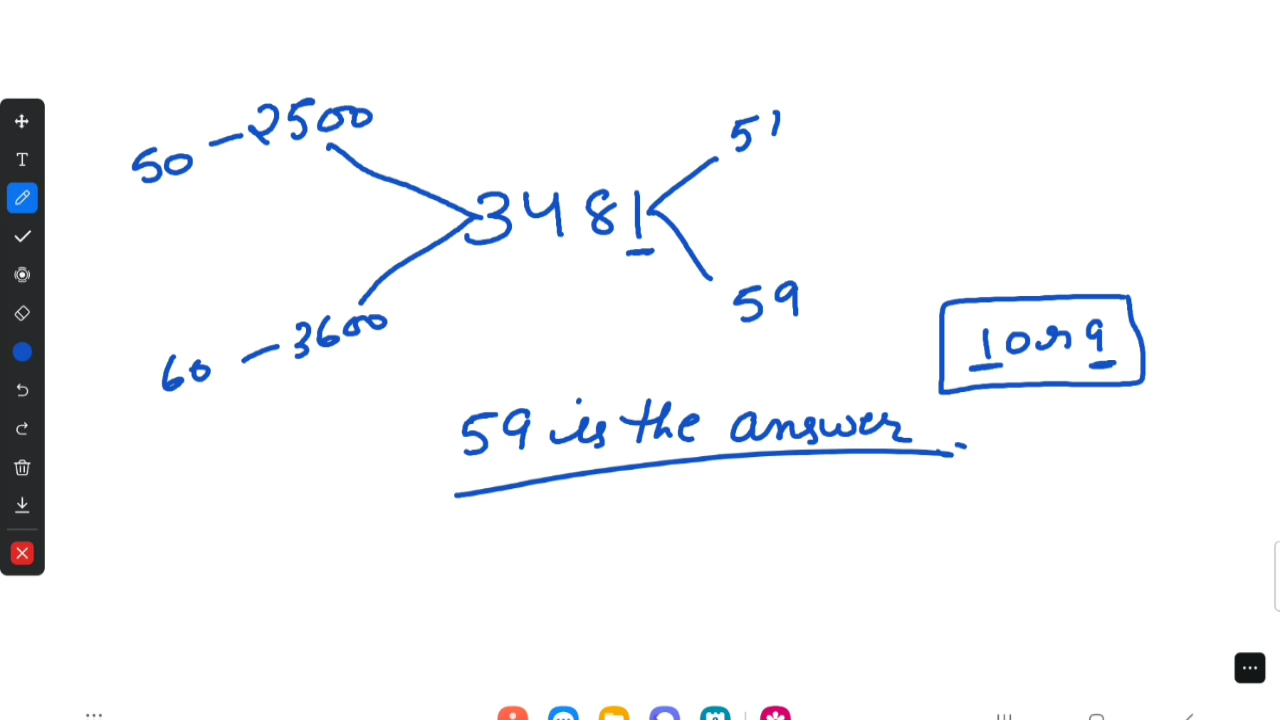 50 – 2500
51
3481
59
60 – 3600
1 or 9
59 is the answer.
T